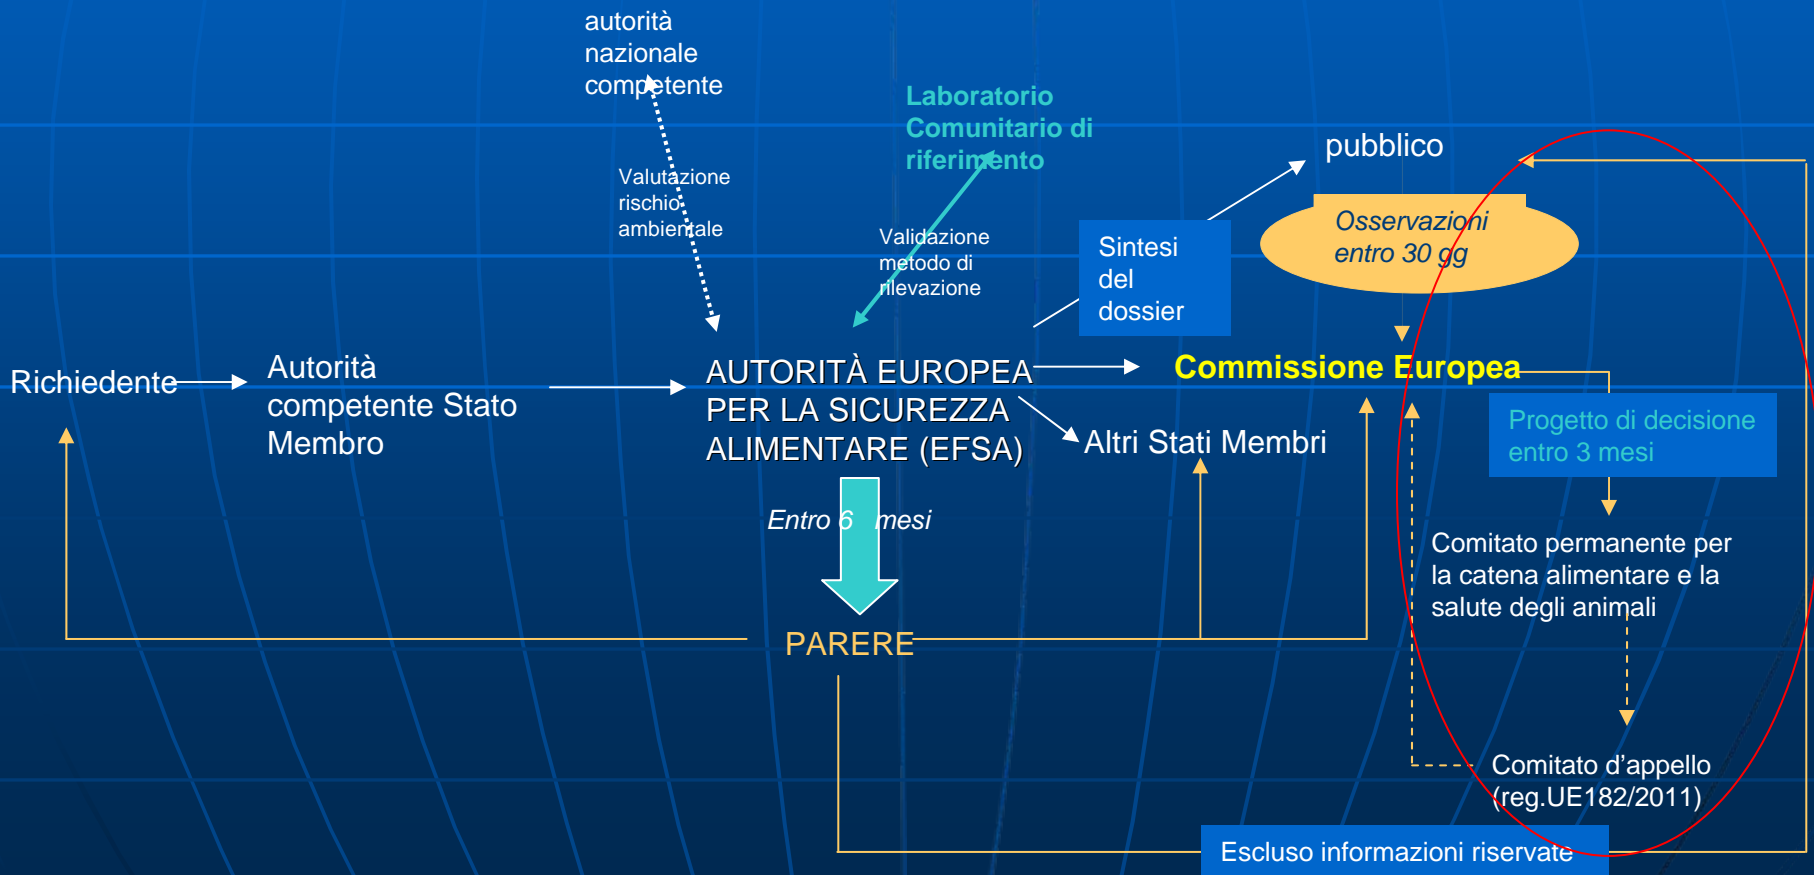 autorità
nazionale
competente
Laboratorio
Comunitario di
riferimento
pubblico
Valutazione
rischio
ambientale
Validazione
metodo di
rilevazione
Sintesi
del
dossier
Osservazioni
entro 30 gg
Richiedente
Autorità
competente Stato
Membro
AUTORITÀ EUROPEA
PER LA SICUREZZA
ALIMENTARE (EFSA)
Commissione Europea
Altri Stati Membri
Progetto di decisione
entro 3 mesi
Entro 6 mesi
Comitato permanente per
la catena alimentare e la
salute degli animali
PARERE
Comitato d’appello
(reg.UE182/2011)
Escluso informazioni riservate